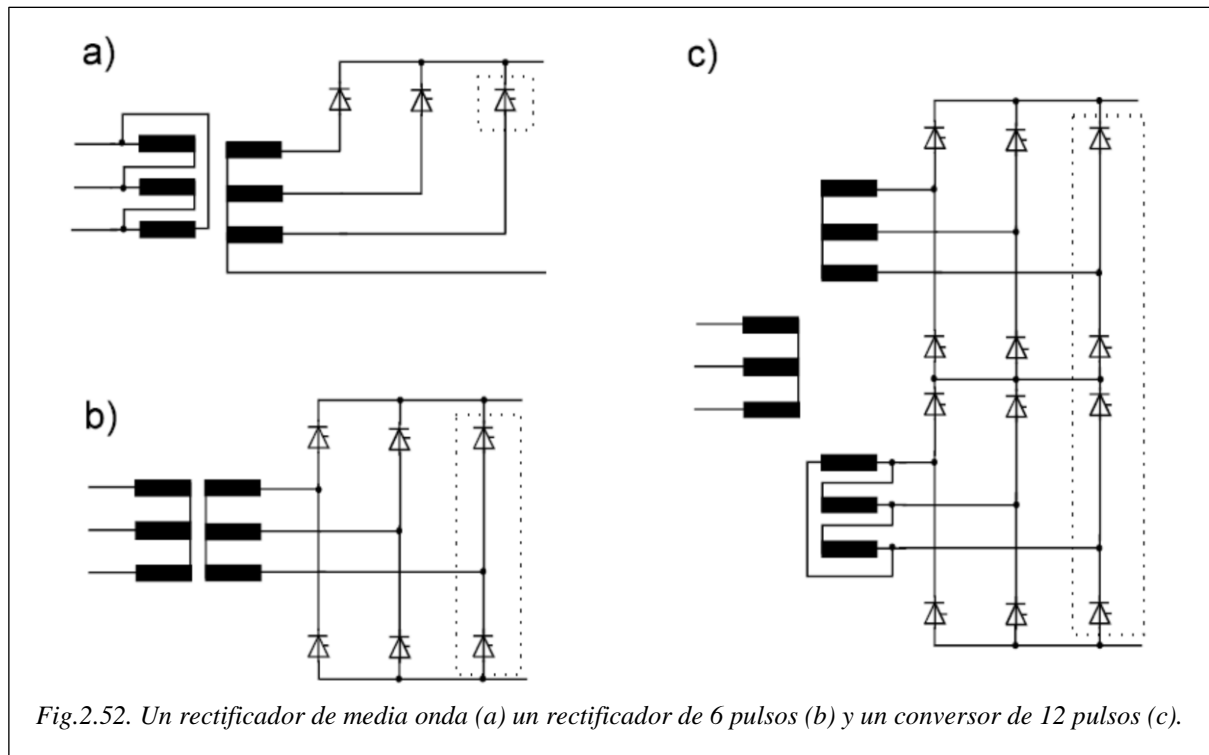 a)
c)
b)
Fig.2.52. Un rectificador de media onda (a) un rectificador de 6 pulsos (b) y un conversor de 12 pulsos (c).